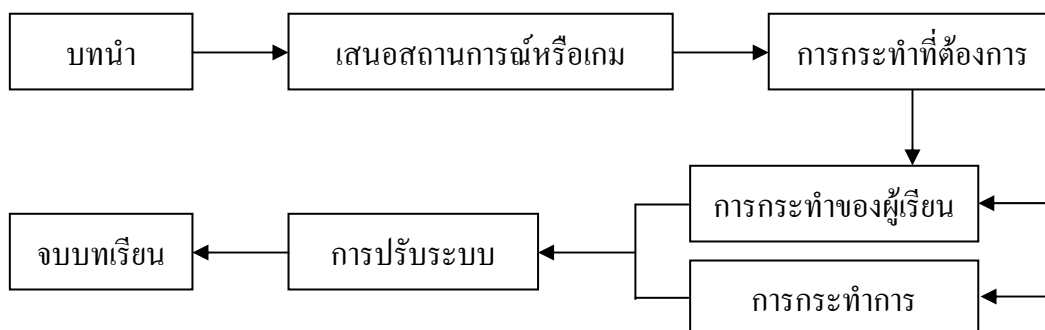 บทนำ
เสนอสถานการณ์หรือเกม
การกระทำที่ต้องการ
การกระทำของผู้เรียน
จบบทเรียน
การปรับระบบ
การกระทำการ